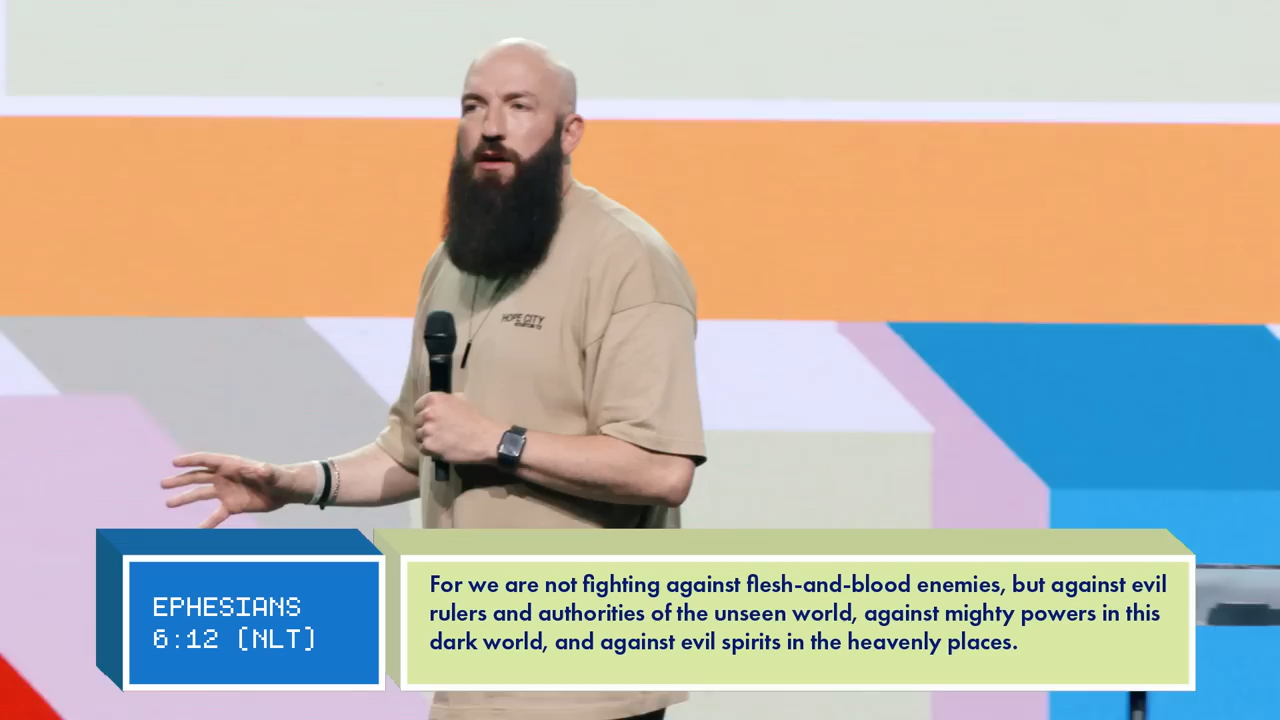 HOPE CITY
EPHESIANS
6:12 (NLT)
For we are not fighting against flesh-and-blood enemies, but against evil
rulers and authorities of the unseen world, against mighty powers in this
dark world, and against evil spirits in the heavenly places.